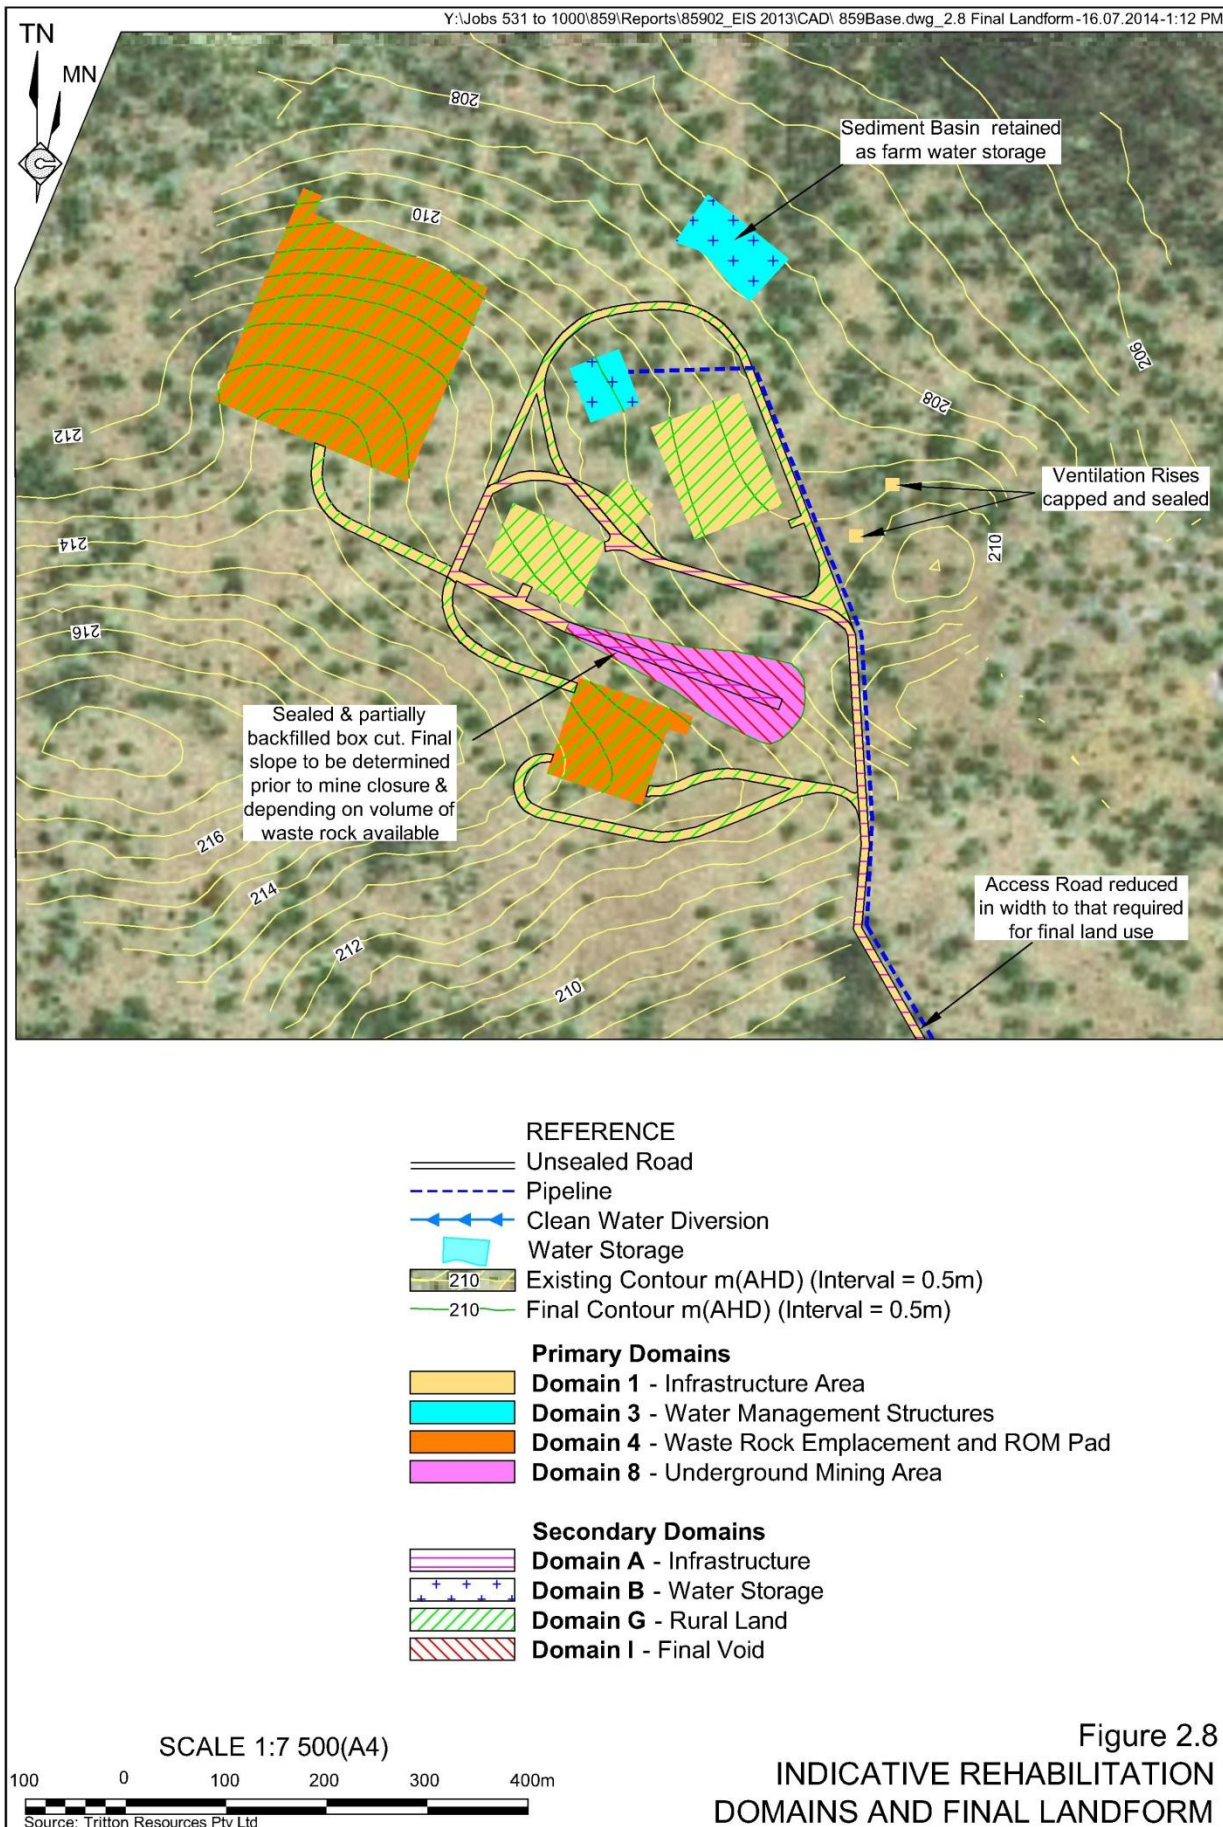 Y:\Jobs 531 to 1000\859\Reports\85902_EIS 2013\CAD\ 859Base.dwg_2.8 Final Landform-16.07.2014-1:12 PM
TN
MN
208
Sediment Basin retained
as farm water storage
210
206
208
212
Ventilation Rises
capped and sealed
214
210
216
Sealed & partially
backfilled box cut. Final
slope to be determined
prior to mine closure &
depending on volume of
waste rock available
216
214
Access Road reduced
in width to that required
for final land use
212
210
REFERENCE
Unsealed Road
Pipeline
Clean Water Diversion
Water Storage
210 Existing Contour m(AHD) (Interval = 0.5m)
210 Final Contour m(AHD) (Interval = 0.5m)
Primary Domains
Domain 1 - Infrastructure Area
Domain 3 - Water Management Structures
Domain 4 - Waste Rock Emplacement and ROM Pad
Domain 8 - Underground Mining Area
Secondary Domains
Domain A - Infrastructure
Domain B - Water Storage
Domain G - Rural Land
Domain I - Final Void
SCALE 1:7 500(A4)
100 0 100 200 300 400m
Source: Tritton Resources Pty Ltd
Figure 2.8
INDICATIVE REHABILITATION
DOMAINS AND FINAL LANDFORM